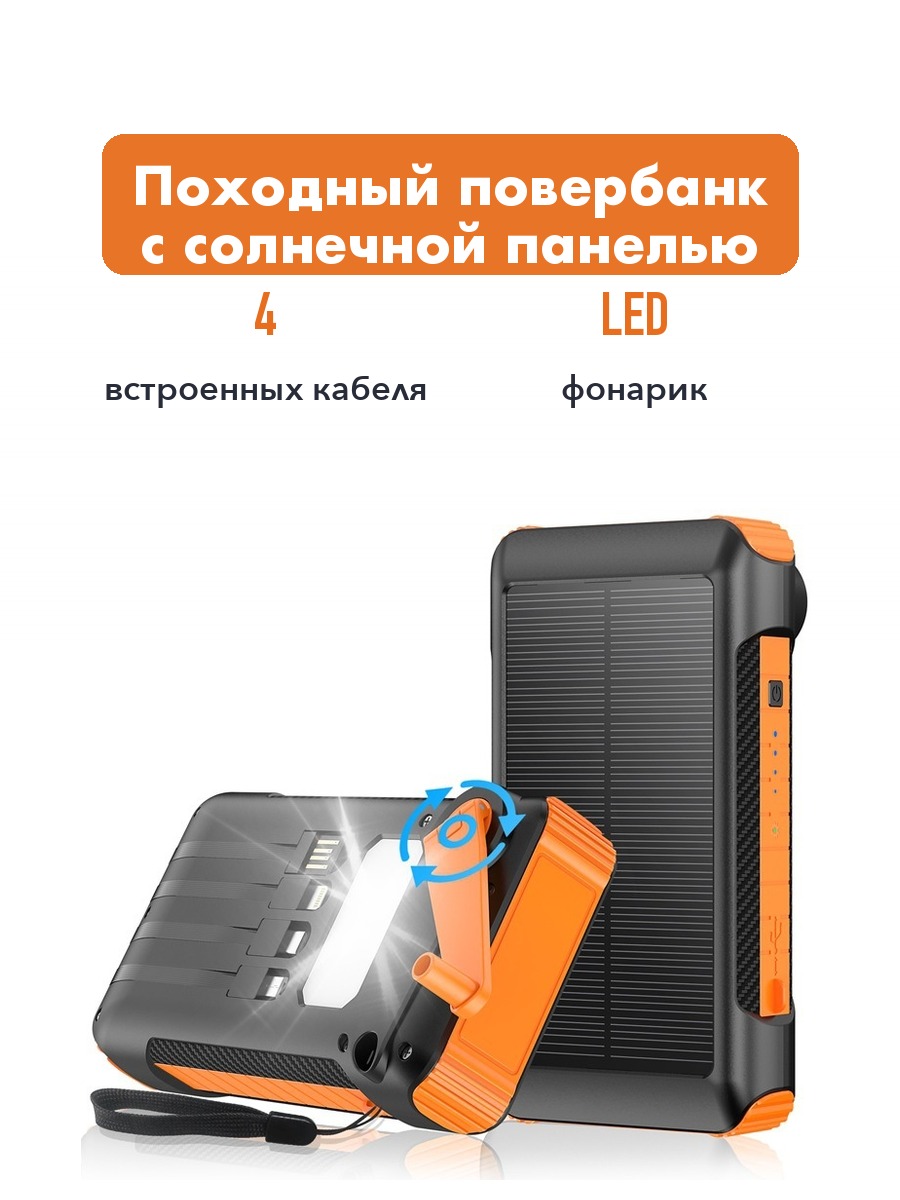 Походный повербанк
с солнечной панелью
4
LED
встроенных кабеля
фонарик